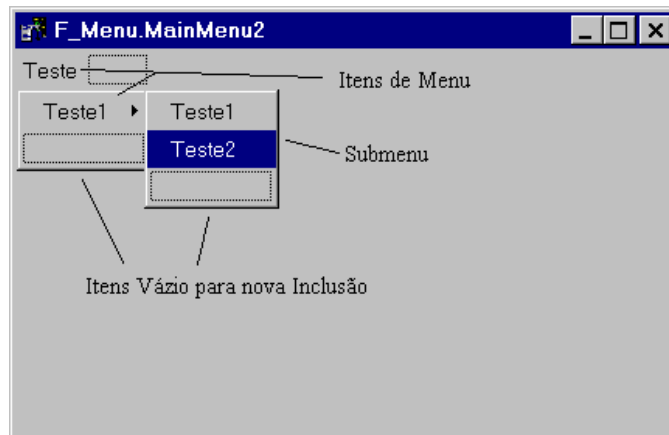 F_Menu.MainMenu2
Teste
Itens de Menu
Teste1 Teste1
Teste2
Submenu
Itens Vázio para nova Inclusão